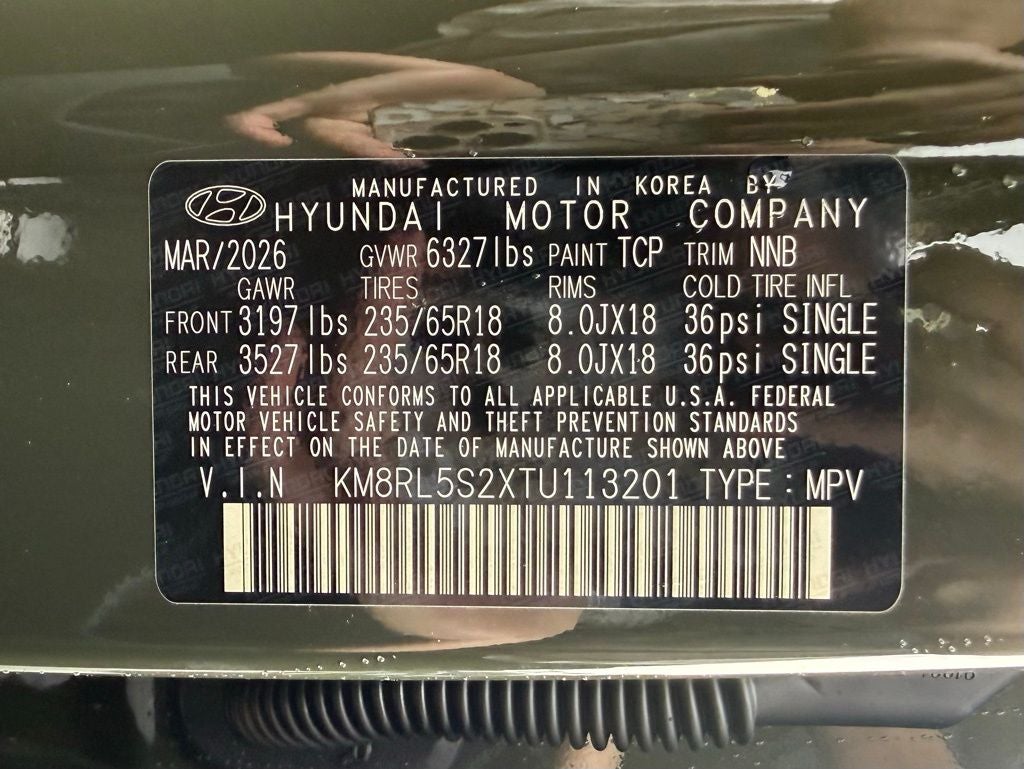 MANUFACTURED IN KOREA BY
HYUNDAI MOTOR COMPANY
MAR/2026 GVWR 6327lbs PAINT TCP TRIM NNB
GAWR TIRES RIMS COLD TIRE INFL
FRONT 3197lbs 235/65R18 8.0JX18 36psi SINGLE
REAR 3527lbs 235/65R18 8.0JX18 36psi SINGLE
THIS VEHICLE CONFORMS TO ALL APPLICABLE U.S.A. FEDERAL
MOTOR VEHICLE SAFETY AND THEFT PREVENTION STANDARDS
IN EFFECT ON THE DATE OF MANUFACTURE SHOWN ABOVE
V.I.N KM8RL5S2XTU113201 TYPE : MPV